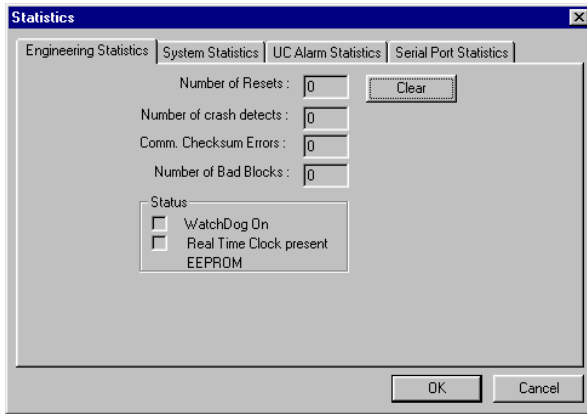 Statistics
Engineering Statistics System Statistics UC Alarm Statistics Serial Port Statistics
Number of Resets : 0 Clear
Number of crash detects : 0
Comm. Checksum Errors : 0
Number of Bad Blocks : 0
Status
WatchDog On
Real Time Clock present
EEPROM
OK Cancel